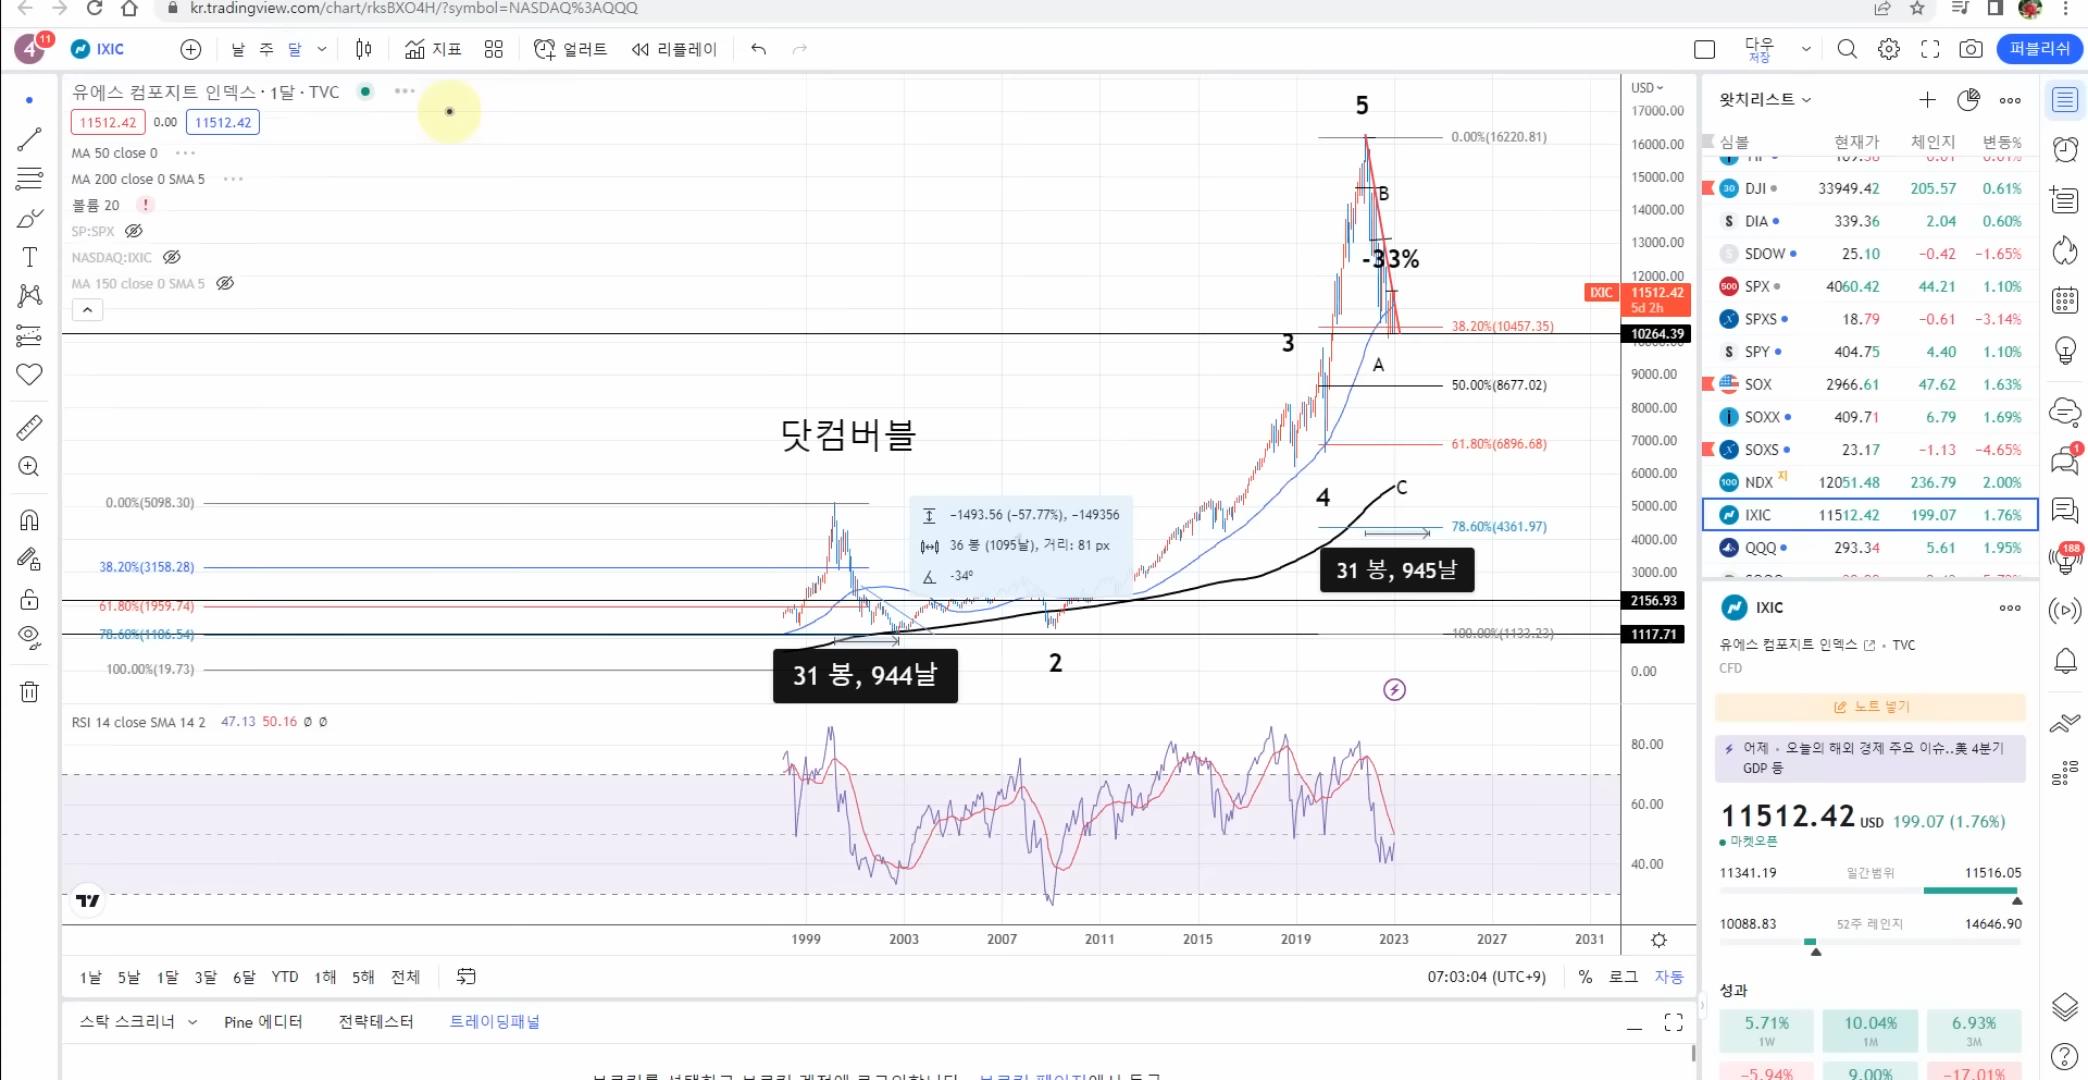 kr.tradingview.com/chart/rksBXO4H/?symbol=NASDAQ%3AQQQ
4 11 IXIC 날 주 달 지표 얼러트 리플레이 다우 저장 퍼블리쉬
유에스 컴포지트 인덱스 · 1달 · TVC
11512.42 0.00 11512.42
MA 50 close 0
MA 200 close 0 SMA 5
볼륨 20 !
SP:SPX
NASDAQ:IXIC
MA 150 close 0 SMA 5
닷컴버블
0.00%(5098.30)
38.20%(3158.28)
61.80%(1959.74)
78.60%(1106.54)
100.00%(19.73)
−1493.56 (−57.77%), −149356
36 봉 (1095날), 거리: 81 px
-34º
31 봉, 944날
2
3
4
5
B
-33%
A
C
0.00%(16220.81)
38.20%(10457.35)
50.00%(8677.02)
61.80%(6896.68)
78.60%(4361.97)
31 봉, 945날
100.00%(1133.23)
USD
17000.00
16000.00
15000.00
14000.00
13000.00
12000.00
IXIC 11512.42
5d 2h
10264.39
10000.00
9000.00
8000.00
7000.00
6000.00
5000.00
4000.00
3000.00
2156.93
1117.71
0.00
RSI 14 close SMA 14 2 47.13 50.16 Ø Ø
80.00
60.00
40.00
1999 2003 2007 2011 2015 2019 2023 2027 2031
1날 5날 1달 3달 6달 YTD 1해 5해 전체
07:03:04 (UTC+9) % 로그 자동
스탁 스크리너 Pine 에디터 전략테스터 트레이딩패널
왓치리스트
심볼 현재가 체인지 변동%
DJI 33949.42 205.57 0.61%
DIA 339.36 2.04 0.60%
SDOW 25.10 −0.42 −1.65%
SPX 4060.42 44.21 1.10%
SPXS 18.79 −0.61 −3.14%
SPY 404.75 4.40 1.10%
SOX 2966.61 47.62 1.63%
SOXX 409.71 6.79 1.69%
SOXS 23.17 −1.13 −4.65%
NDX 지 12051.48 236.79 2.00%
IXIC 11512.42 199.07 1.76%
QQQ 293.34 5.61 1.95%
IXIC
유에스 컴포지트 인덱스 · TVC
CFD
노트 넣기
어제 · 오늘의 해외 경제 주요 이슈..美 4분기
GDP 등
11512.42 USD 199.07 (1.76%)
마켓오픈
11341.19 일간범위 11516.05
10088.83 52주 레인지 14646.90
성과
5.71% 10.04% 6.93%
1W 1M 3M
−5.94% 9.00% −17.01%
1
188